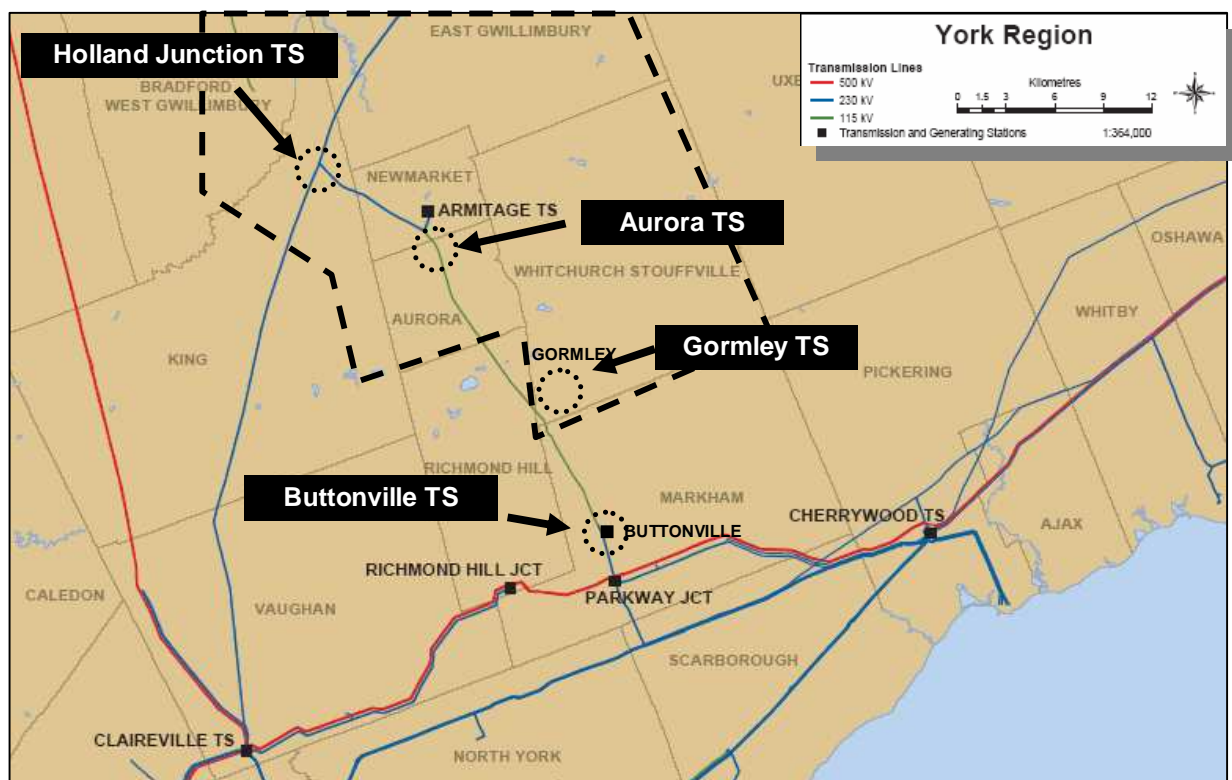 York Region
Transmission Lines
500 kV
230 kV
115 kV
Transmission and Generating Stations
Kilometres
0 1.5 3 6 9 12
1:364,000
EAST GWILLIMBURY
Holland Junction TS
BRADFORD
WEST GWILLIMBURY
NEWMARKET
ARMITAGE TS
Aurora TS
OSHAWA
WHITCHURCH STOUFFVILLE
WHITBY
AURORA
GORMLEY
Gormley TS
KING
PICKERING
RICHMOND HILL
Buttonville TS
MARKHAM
CHERRYWOOD TS
AJAX
BUTTONVILLE
RICHMOND HILL JCT
PARKWAY JCT
CALEDON
VAUGHAN
SCARBOROUGH
CLAIREVILLE TS
NORTH YORK